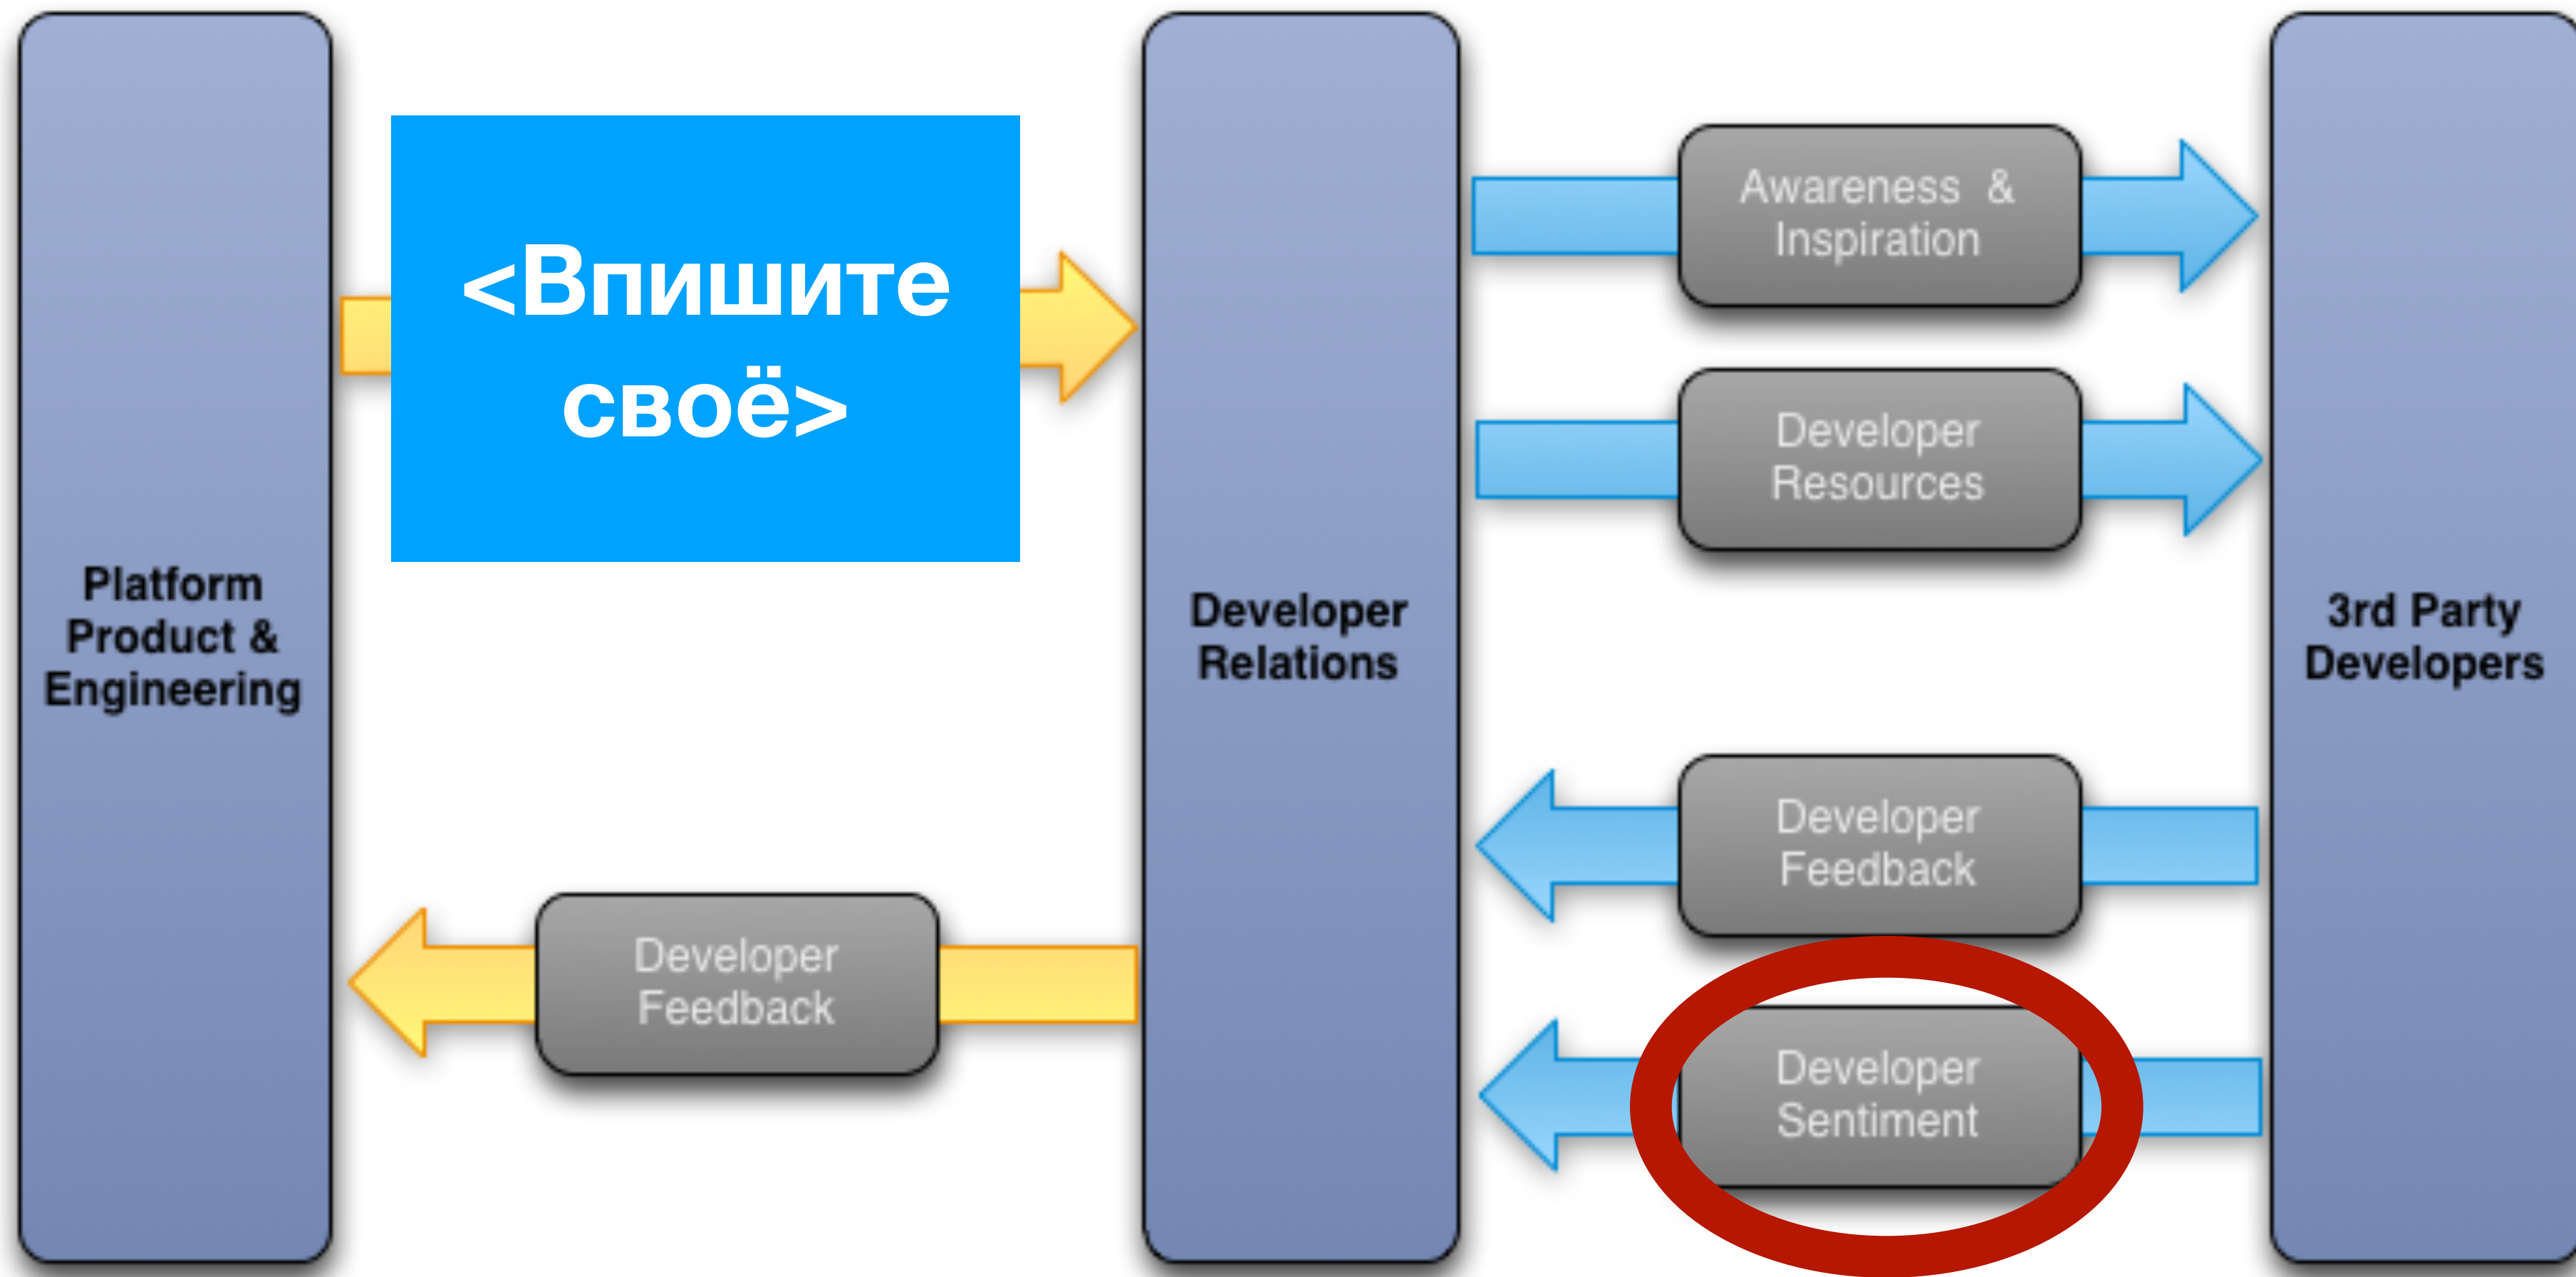 Platform
Product &
Engineering
<Впишите
своё>
Developer
Feedback
Developer
Relations
Awareness &
Inspiration
Developer
Resources
Developer
Feedback
Developer
Sentiment
3rd Party
Developers